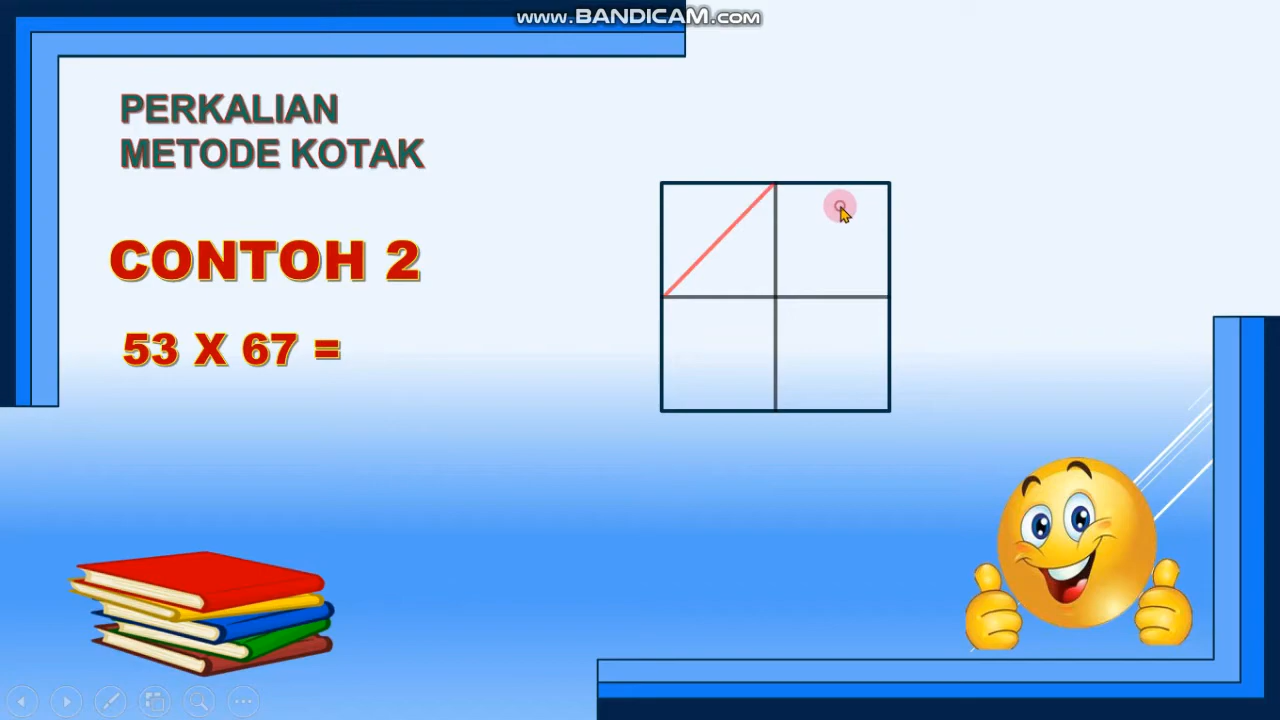 www.BANDICAM.com
PERKALIAN
METODE KOTAK
CONTOH 2
53 X 67 =